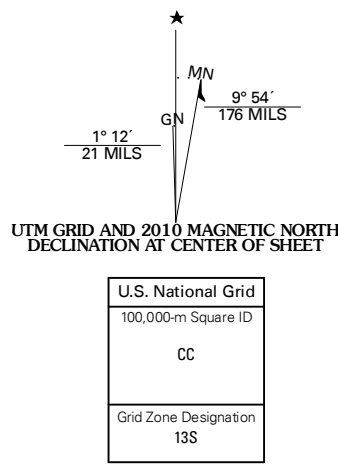 MN
GN
9° 54´
176 MILS
1° 12´
21 MILS
UTM GRID AND 2010 MAGNETIC NORTH
DECLINATION AT CENTER OF SHEET
U.S. National Grid
100,000-m Square ID
CC
Grid Zone Designation
13S